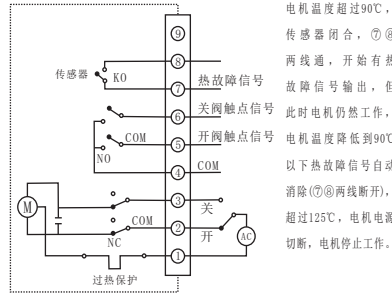 电机温度超过90℃，
传感器闭合，⑦⑧
两线通，开始有热
故障信号输出，但
此时电机仍然工作，
电机温度降低到90℃
以下热故障信号自动
消除(⑦⑧两线断开)，
超过125℃，电机电源
切断，电机停止工作。
⑨
⑧
传感器 KO
⑦ 热故障信号
⑥ 关阀触点信号
COM ⑤ 开阀触点信号
NO
④ COM
③ 关
M
COM ② 开 AC
NC
①
过热保护